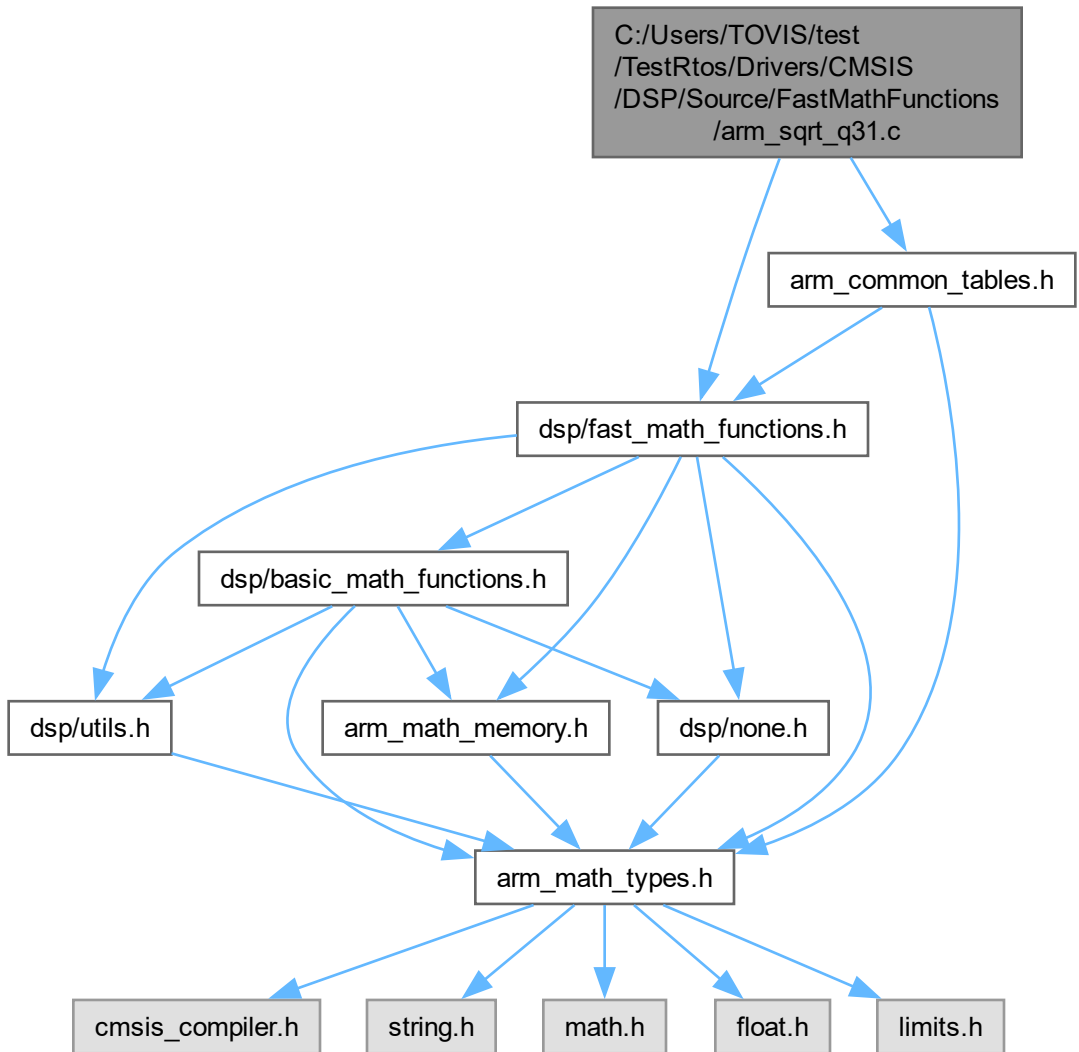 C:/Users/TOVIS/test
/TestRtos/Drivers/CMSIS
/DSP/Source/FastMathFunctions
/arm_sqrt_q31.c
arm_common_tables.h
dsp/fast_math_functions.h
dsp/basic_math_functions.h
dsp/utils.h
arm_math_memory.h
dsp/none.h
arm_math_types.h
cmsis_compiler.h
string.h
math.h
float.h
limits.h